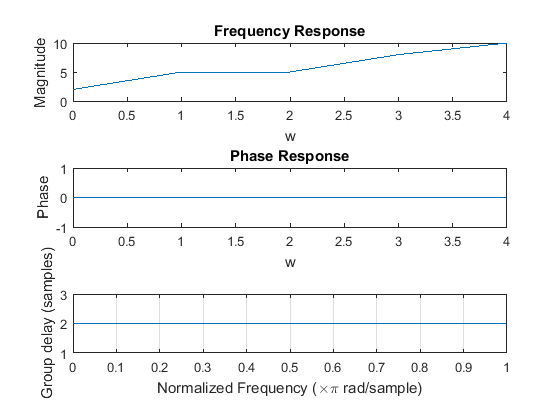 Frequency Response
Magnitude
10
5
0
0 0.5 1 1.5 2 2.5 3 3.5 4
w
Phase Response
Phase
1
0
-1
0 0.5 1 1.5 2 2.5 3 3.5 4
w
Group delay (samples)
3
2
1
0 0.1 0.2 0.3 0.4 0.5 0.6 0.7 0.8 0.9 1
Normalized Frequency (×π rad/sample)